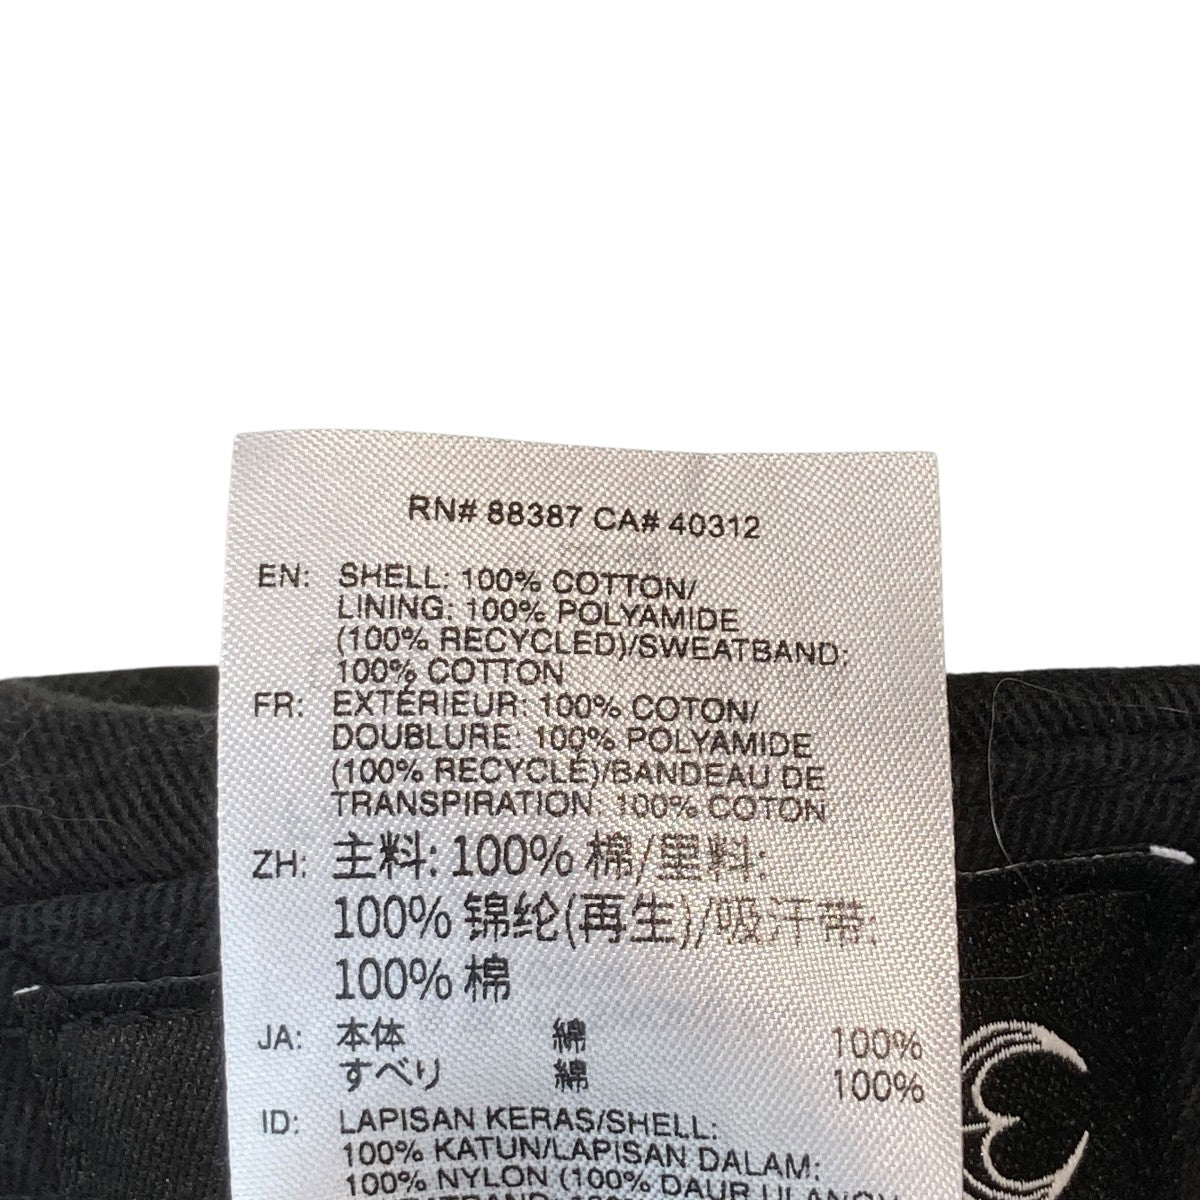 RN# 88387 CA# 40312
EN: SHELL: 100% COTTON/
LINING: 100% POLYAMIDE
(100% RECYCLED)/SWEATBAND:
100% COTTON
FR: EXTÉRIEUR: 100% COTON/
DOUBLURE: 100% POLYAMIDE
(100% RECYCLÉ)/BANDEAU DE
TRANSPIRATION: 100% COTON
ZH: 主料: 100% 棉/里料:
100% 锦纶(再生)/吸汗带:
100% 棉
JA: 本体 綿 100%
すべり 綿 100%
ID: LAPISAN KERAS/SHELL:
100% KATUN/LAPISAN DALAM:
100% NYLON (100% DAUR ULANG)/